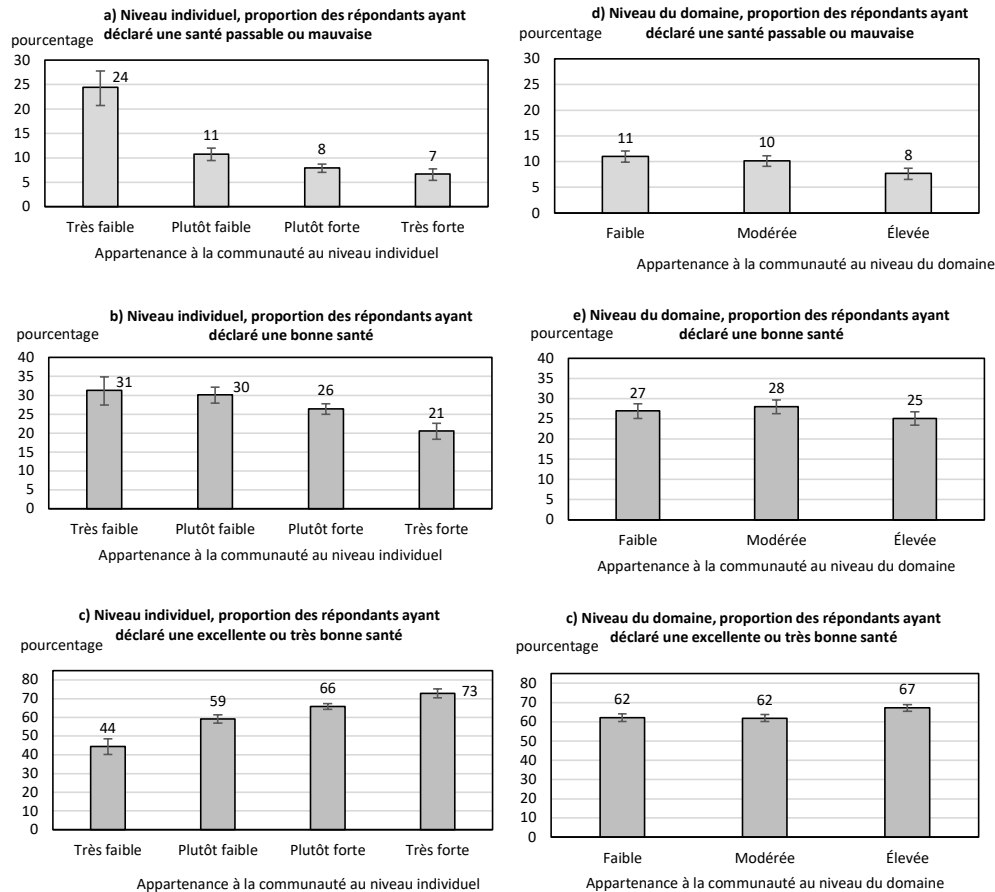 a) Niveau individuel, proportion des répondants ayant
déclaré une santé passable ou mauvaise
pourcentage
30
25
20
15
10
5
0
24
11
8
7
Très faible
Plutôt faible
Plutôt forte
Très forte
Appartenance à la communauté au niveau individuel
d) Niveau du domaine, proportion des répondants ayant
déclaré une santé passable ou mauvaise
pourcentage
30
25
20
15
10
5
0
11
10
8
Faible
Modérée
Élevée
Appartenance à la communauté au niveau du domaine
b) Niveau individuel, proportion des répondants ayant
déclaré une bonne santé
pourcentage
40
35
30
25
20
15
10
5
0
31
30
26
21
Très faible
Plutôt faible
Plutôt forte
Très forte
Appartenance à la communauté au niveau individuel
e) Niveau du domaine, proportion des répondants ayant
déclaré une bonne santé
pourcentage
40
35
30
25
20
15
10
5
0
27
28
25
Faible
Modérée
Élevée
Appartenance à la communauté au niveau du domaine
c) Niveau individuel, proportion des répondants ayant
déclaré une excellente ou très bonne santé
pourcentage
80
70
60
50
40
30
20
10
0
44
59
66
73
Très faible
Plutôt faible
Plutôt forte
Très forte
Appartenance à la communauté au niveau individuel
c) Niveau du domaine, proportion des répondants ayant
déclaré une excellente ou très bonne santé
pourcentage
80
70
60
50
40
30
20
10
0
62
62
67
Faible
Modérée
Élevée
Appartenance à la communauté au niveau du domaine